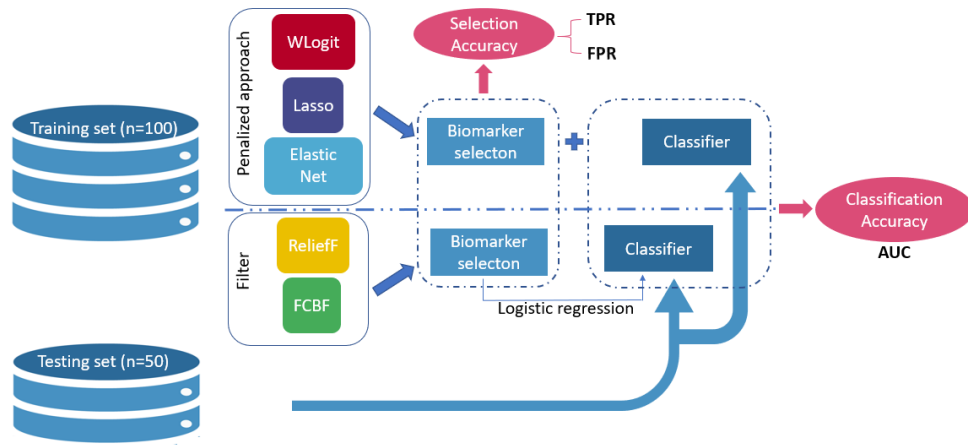 Training set (n=100)
Penalized approach
WLogit
Lasso
Elastic
Net
Selection
Accuracy
TPR
FPR
Biomarker
selecton
Classifier
Classification
Accuracy
AUC
Filter
ReliefF
FCBF
Biomarker
selecton
Classifier
Logistic regression
Testing set (n=50)